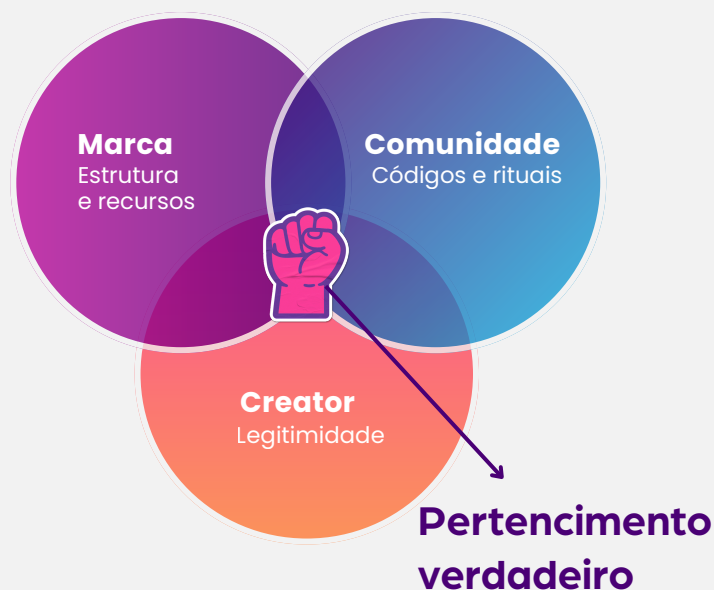 Marca
Estrutura
e recursos
Comunidade
Códigos e rituais
Creator
Legitimidade
Pertencimento
verdadeiro